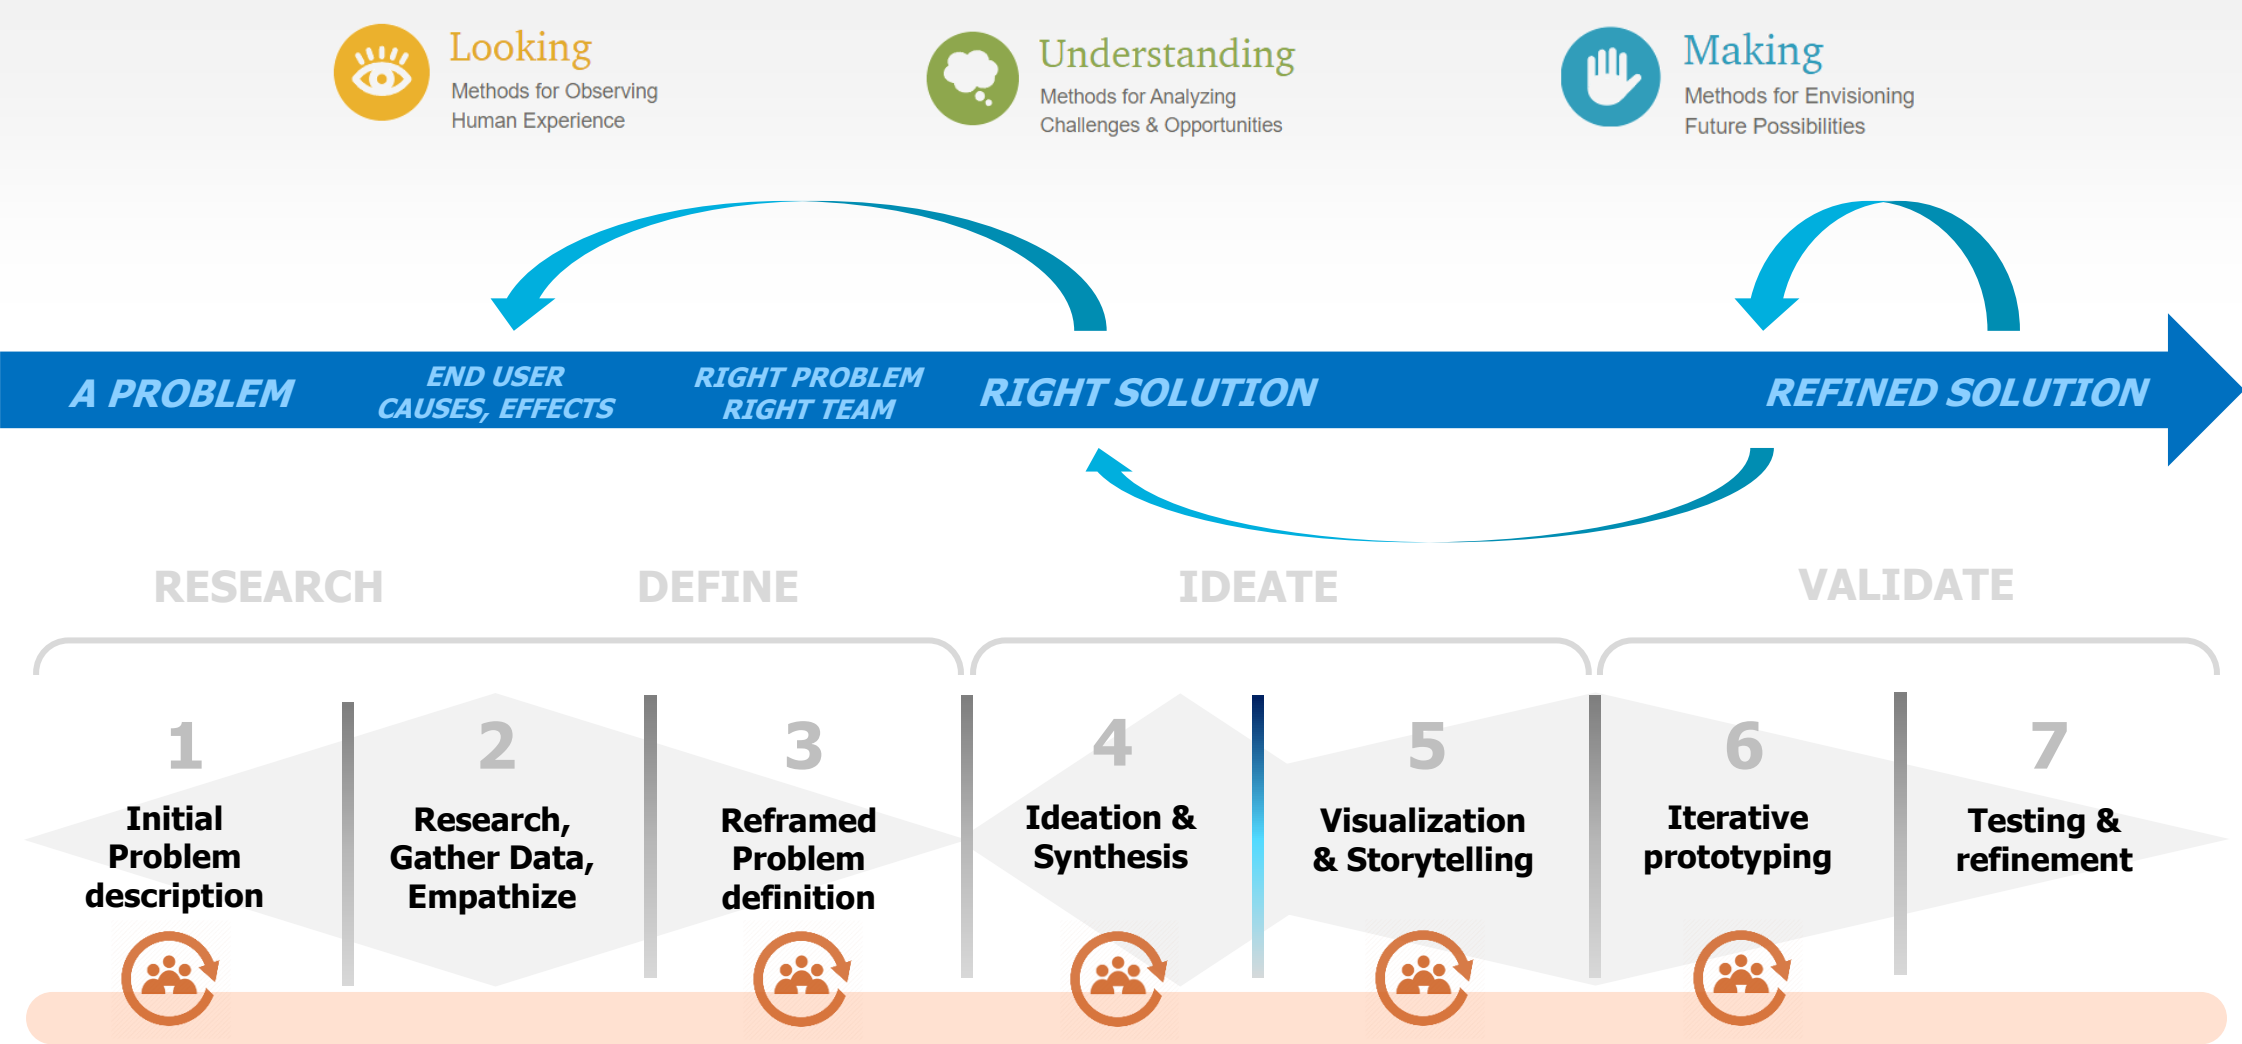 Looking
Methods for Observing
Human Experience
Understanding
Methods for Analyzing
Challenges & Opportunities
Making
Methods for Envisioning
Future Possibilities
A PROBLEM
END USER
CAUSES, EFFECTS
RIGHT PROBLEM
RIGHT TEAM
RIGHT SOLUTION
REFINED SOLUTION
RESEARCH
DEFINE
IDEATE
VALIDATE
1
Initial
Problem
description
2
Research,
Gather Data,
Empathize
3
Reframed
Problem
definition
4
Ideation &
Synthesis
5
Visualization
& Storytelling
6
Iterative
prototyping
7
Testing &
refinement